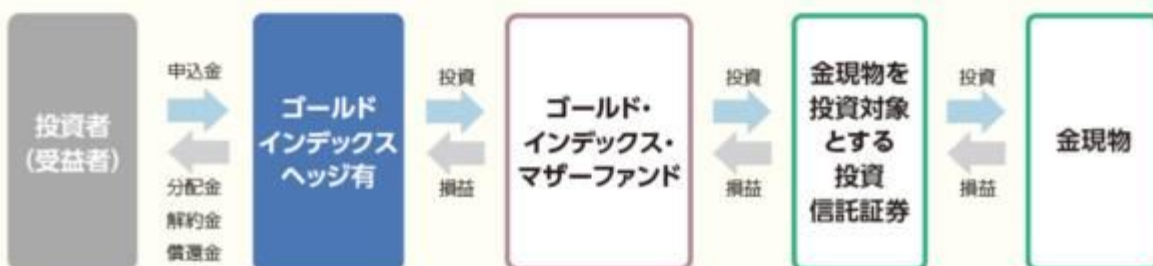 投資者
(受益者)
申込金
分配金
解約金
償還金
ゴールド
インデックス
ヘッジ有
投資
損益
ゴールド・
インデックス・
マザーファンド
投資
損益
金現物を
投資対象
とする
投資
信託証券
投資
損益
金現物